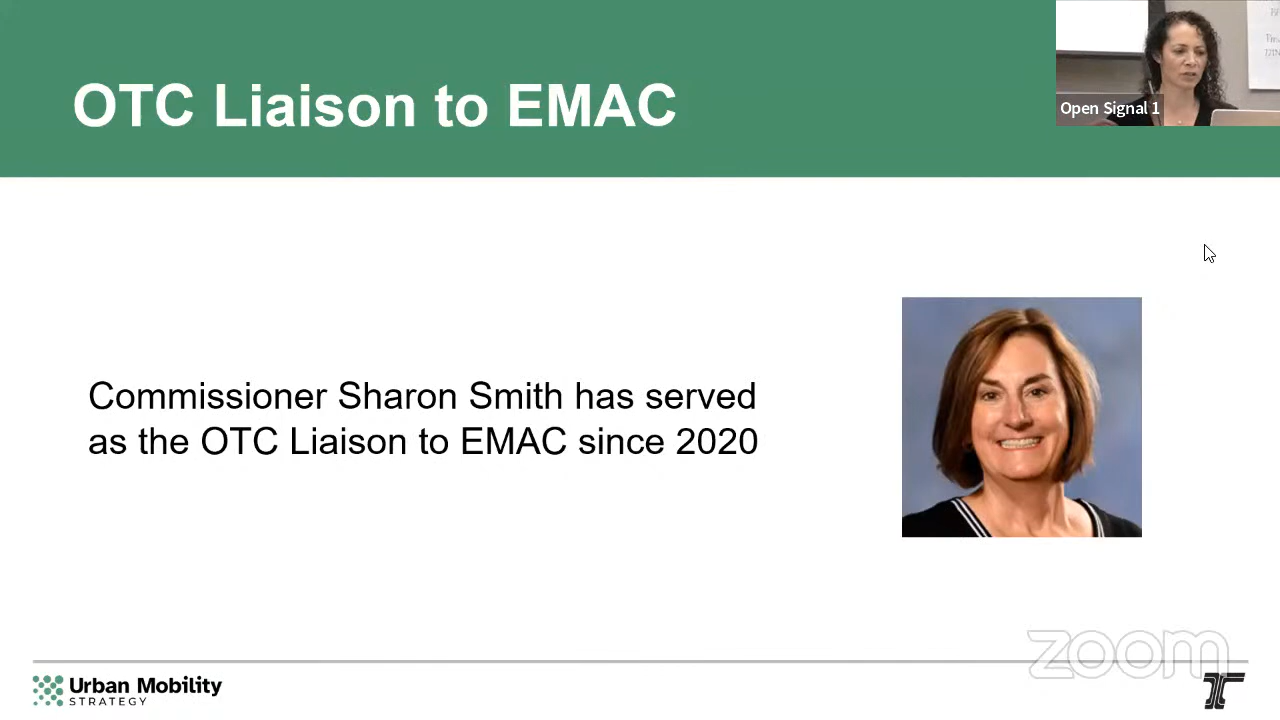 OTC Liaison to EMAC
Open Signal 1
Commissioner Sharon Smith has served
as the OTC Liaison to EMAC since 2020
zoom
Urban Mobility
STRATEGY